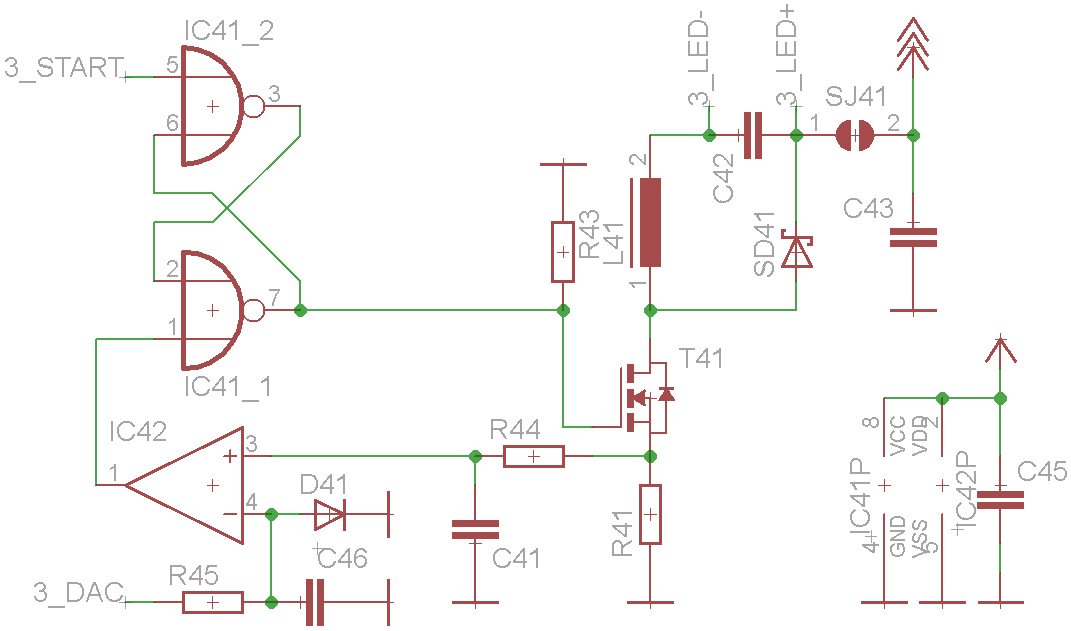 IC41_2
3_START
5
6
3
2
1
7
IC41_1
IC42
1
3
4
+
−
D41
C46
3_DAC
R45
R44
C41
R41
R43
L41
2
1
T41
3_LED-
3_LED+
C42
SD41
SJ41
1
2
C43
8
VCC
VDD
2
IC41P
IC42P
4
GND
VSS
5
C45